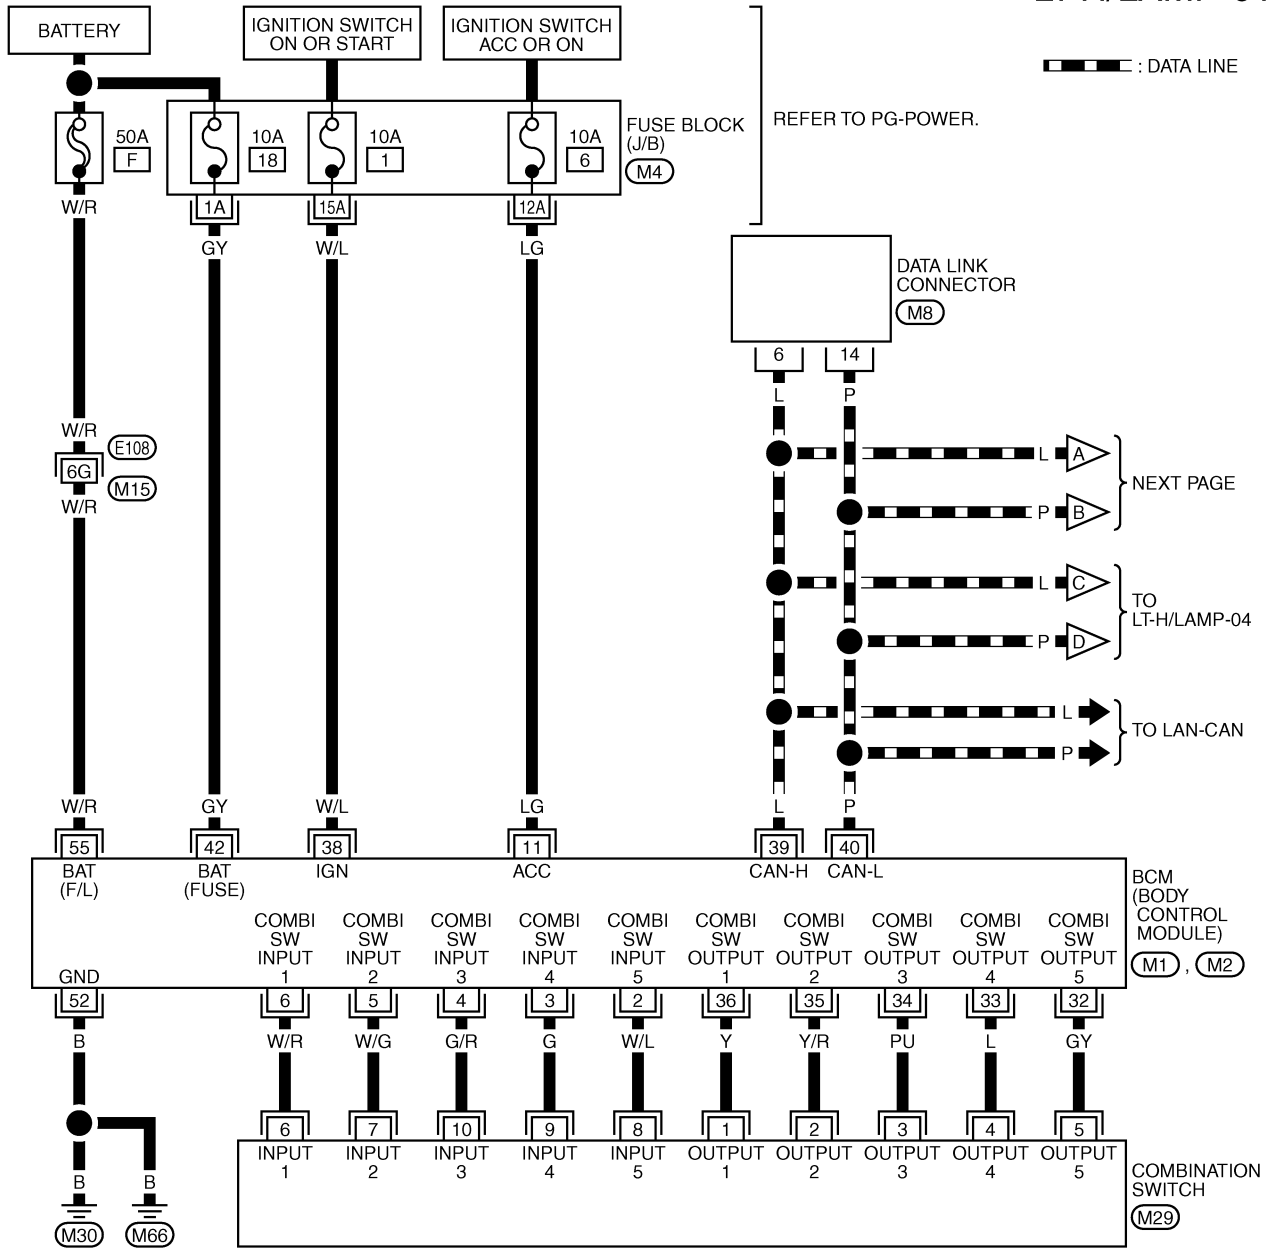 BATTERY
IGNITION SWITCH
ON OR START
IGNITION SWITCH
ACC OR ON
: DATA LINE
50A
F
10A
18
10A
1
10A
6
FUSE BLOCK
(J/B)
M4
REFER TO PG-POWER.
W/R
1A
15A
12A
GY
W/L
LG
DATA LINK
CONNECTOR
M8
6
14
L
P
W/R
E108
6G
M15
W/R
L
A
P
B
NEXT PAGE
L
C
P
D
TO
LT-H/LAMP-04
L
P
TO LAN-CAN
W/R
GY
W/L
LG
L
P
55
42
38
11
39
40
BAT
(F/L)
BAT
(FUSE)
IGN
ACC
CAN-H
CAN-L
BCM
(BODY
CONTROL
MODULE)
M1 , M2
COMBI
SW
INPUT
1
COMBI
SW
INPUT
2
COMBI
SW
INPUT
3
COMBI
SW
INPUT
4
COMBI
SW
INPUT
5
COMBI
SW
OUTPUT
1
COMBI
SW
OUTPUT
2
COMBI
SW
OUTPUT
3
COMBI
SW
OUTPUT
4
COMBI
SW
OUTPUT
5
GND
52
6
5
4
3
2
36
35
34
33
32
B
W/R
W/G
G/R
G
W/L
Y
Y/R
PU
L
GY
6
7
10
9
8
1
2
3
4
5
INPUT
1
INPUT
2
INPUT
3
INPUT
4
INPUT
5
OUTPUT
1
OUTPUT
2
OUTPUT
3
OUTPUT
4
OUTPUT
5
COMBINATION
SWITCH
M29
B
B
M30
M66